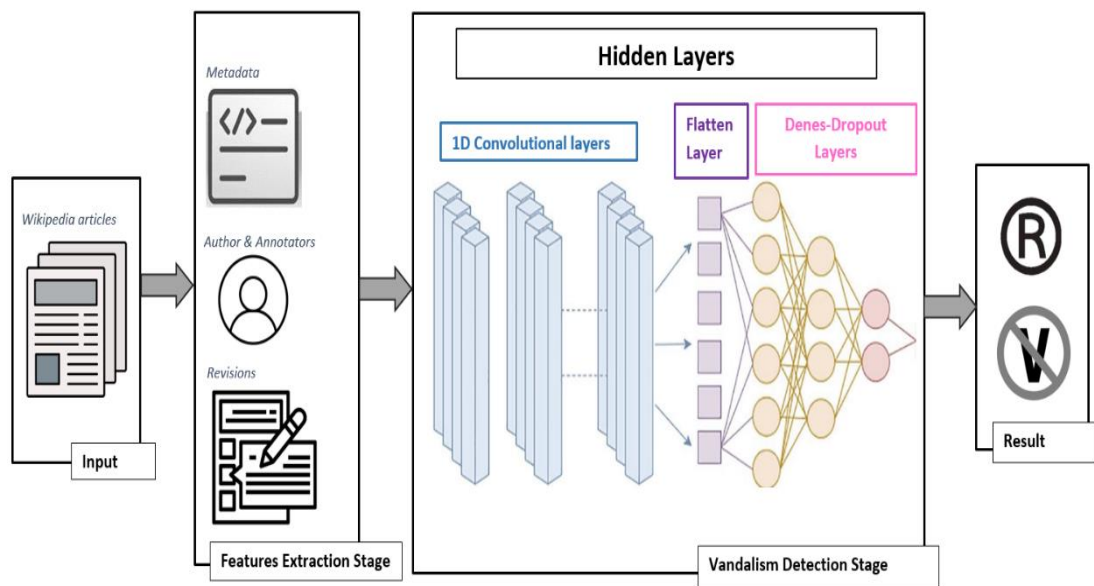 Wikipedia articles
Input
Metadata
</>
Author & Annotators
Revisions
Features Extraction Stage
Hidden Layers
1D Convolutional layers
Flatten
Layer
Denes-Dropout
Layers
Vandalism Detection Stage
R
V
Result